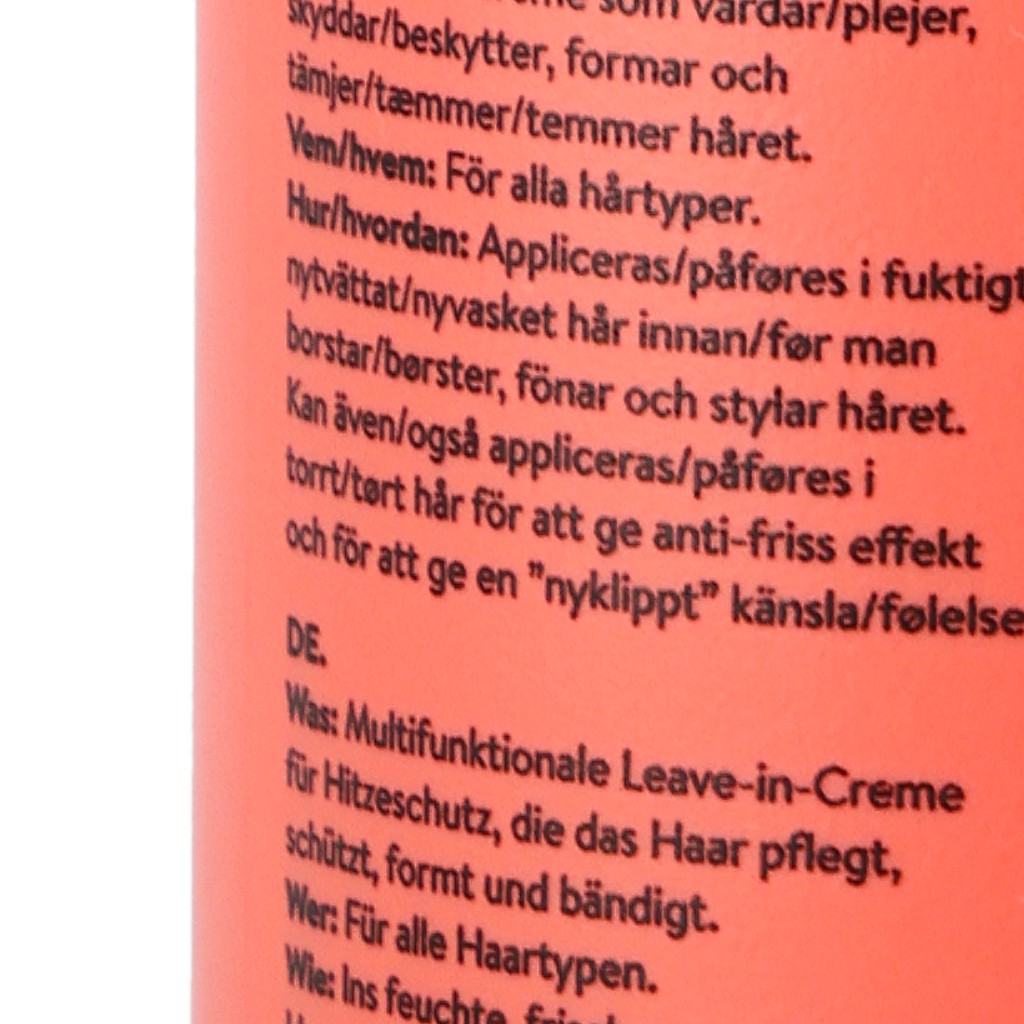 som vårdar/plejer,
skyddar/beskytter, formar och
tämjer/tæmmer/temmer håret.
Vem/hvem: För alla hårtyper.
Hur/hvordan: Appliceras/påføres i fuktigt
nytvättat/nyvasket hår innan/før man
borstar/børster, fönar och stylar håret.
Kan även/også appliceras/påføres i
torrt/tørt hår för att ge anti-friss effekt
och för att ge en ”nyklippt” känsla/følelse
DE.
Was: Multifunktionale Leave-in-Creme
für Hitzeschutz, die das Haar pflegt,
schützt, formt und bändigt.
Wer: Für alle Haartypen.
Wie: Ins feuchte,